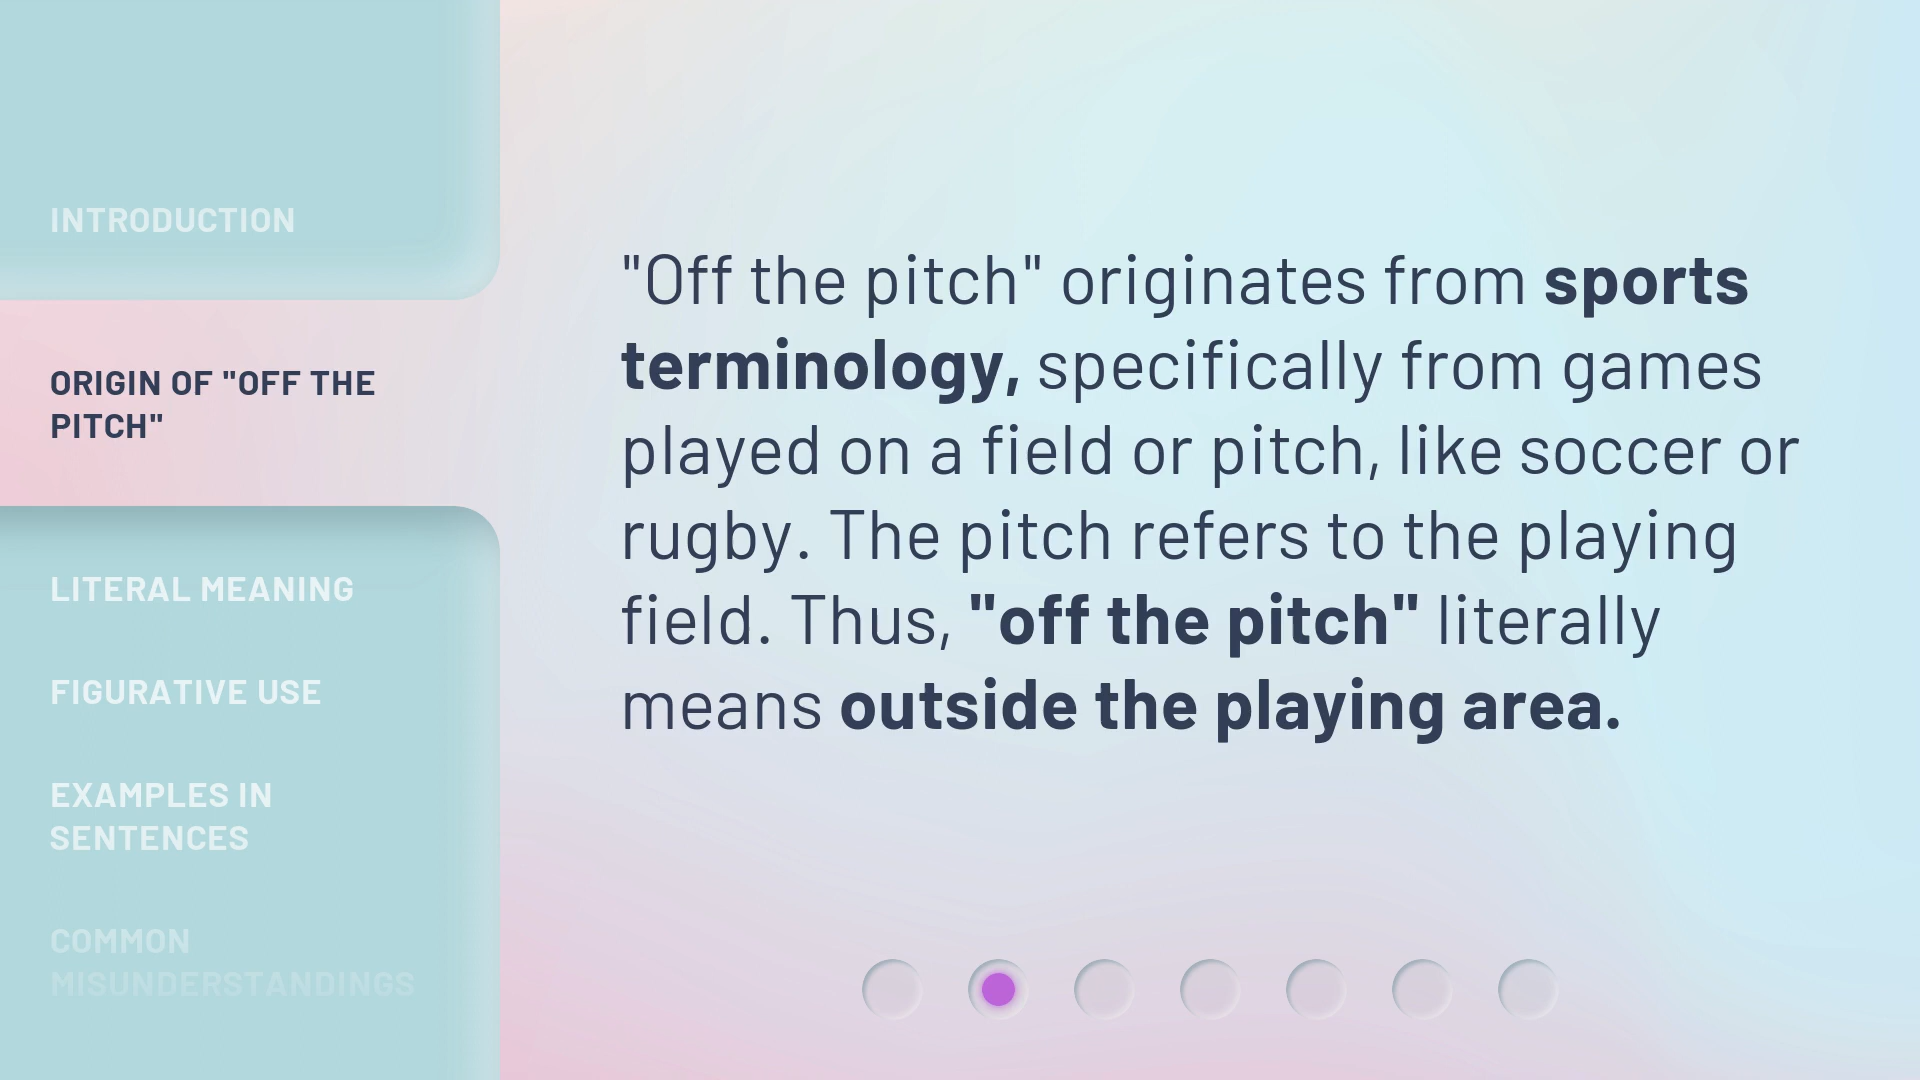 INTRODUCTION
ORIGIN OF "OFF THE
PITCH"
LITERAL MEANING
FIGURATIVE USE
EXAMPLES IN
SENTENCES
COMMON
MISUNDERSTANDINGS
"Off the pitch" originates from sports
terminology, specifically from games
played on a field or pitch, like soccer or
rugby. The pitch refers to the playing
field. Thus, "off the pitch" literally
means outside the playing area.